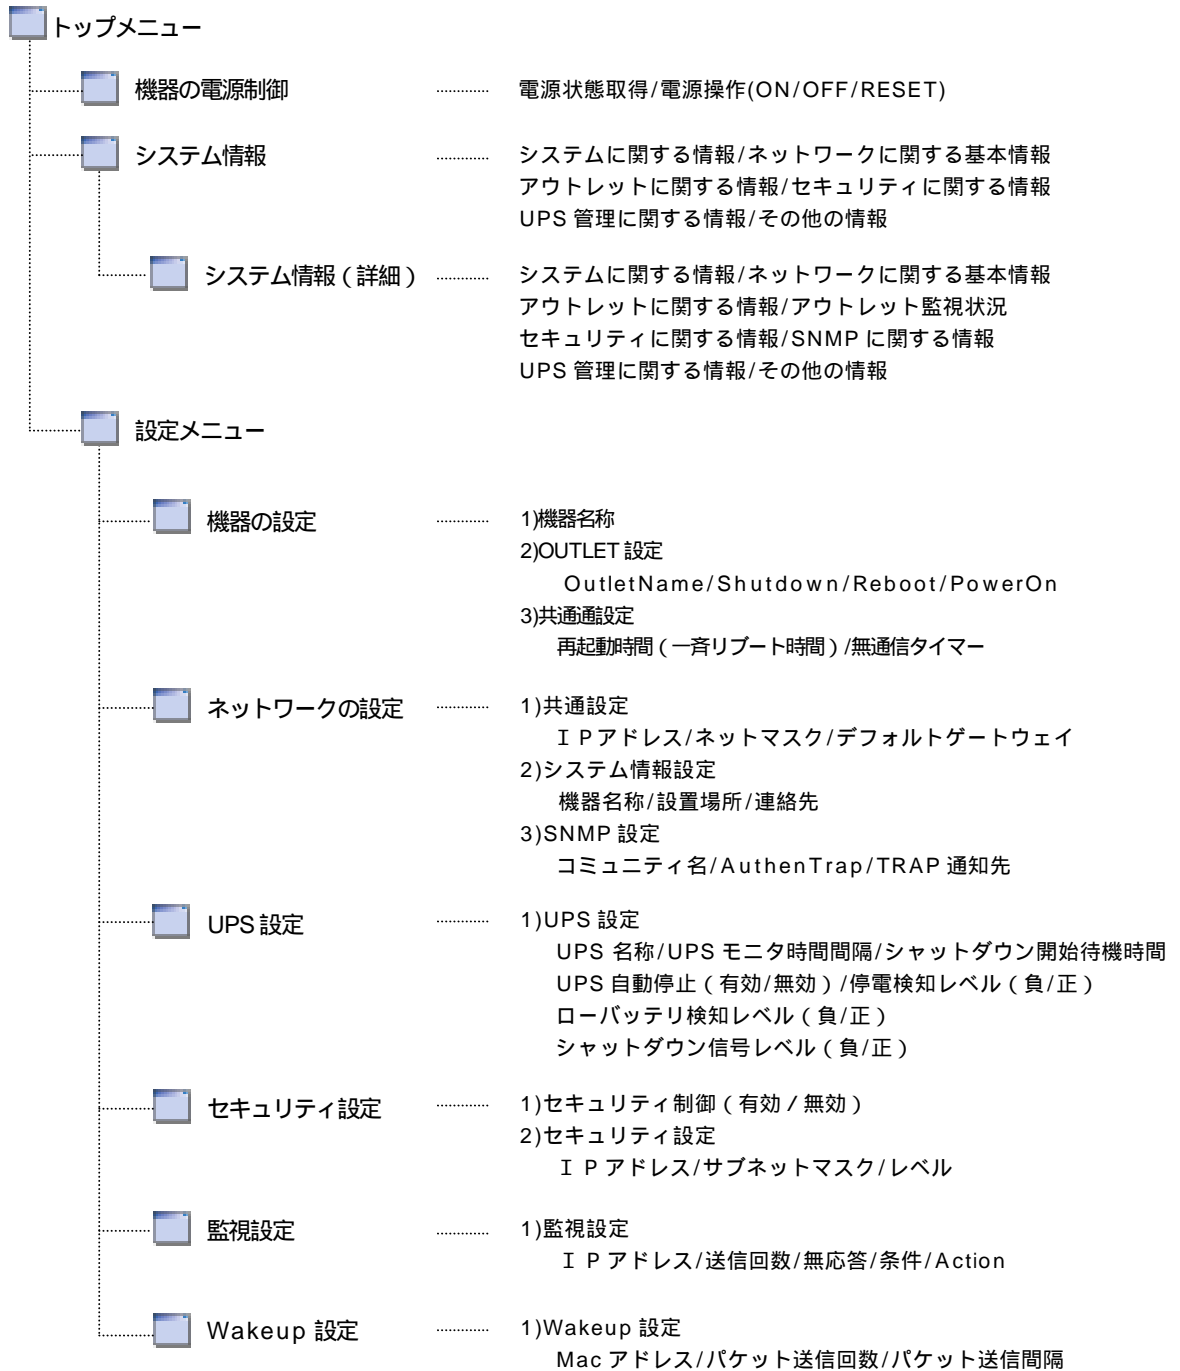 トップメニュー
機器の電源制御 電源状態取得/電源操作(ON/OFF/RESET)
システム情報 システムに関する情報/ネットワークに関する基本情報
アウトレットに関する情報/セキュリティに関する情報
UPS 管理に関する情報/その他の情報
システム情報（詳細） システムに関する情報/ネットワークに関する基本情報
アウトレットに関する情報/アウトレット監視状況
セキュリティに関する情報/SNMP に関する情報
UPS 管理に関する情報/その他の情報
設定メニュー
機器の設定 1)機器名称
2)OUTLET 設定
OutletName/Shutdown/Reboot/PowerOn
3)共通通設定
再起動時間（一斉リブート時間）/無通信タイマー
ネットワークの設定 1)共通設定
ＩＰアドレス/ネットマスク/デフォルトゲートウェイ
2)システム情報設定
機器名称/設置場所/連絡先
3)SNMP 設定
コミュニティ名/AuthenTrap/TRAP 通知先
UPS 設定 1)UPS 設定
UPS 名称/UPS モニタ時間間隔/シャットダウン開始待機時間
UPS 自動停止（有効/無効）/停電検知レベル（負/正）
ローバッテリ検知レベル（負/正）
シャットダウン信号レベル（負/正）
セキュリティ設定 1)セキュリティ制御（有効／無効）
2)セキュリティ設定
ＩＰアドレス/サブネットマスク/レベル
監視設定 1)監視設定
ＩＰアドレス/送信回数/無応答/条件/Action
Wakeup 設定 1)Wakeup 設定
Mac アドレス/パケット送信回数/パケット送信間隔